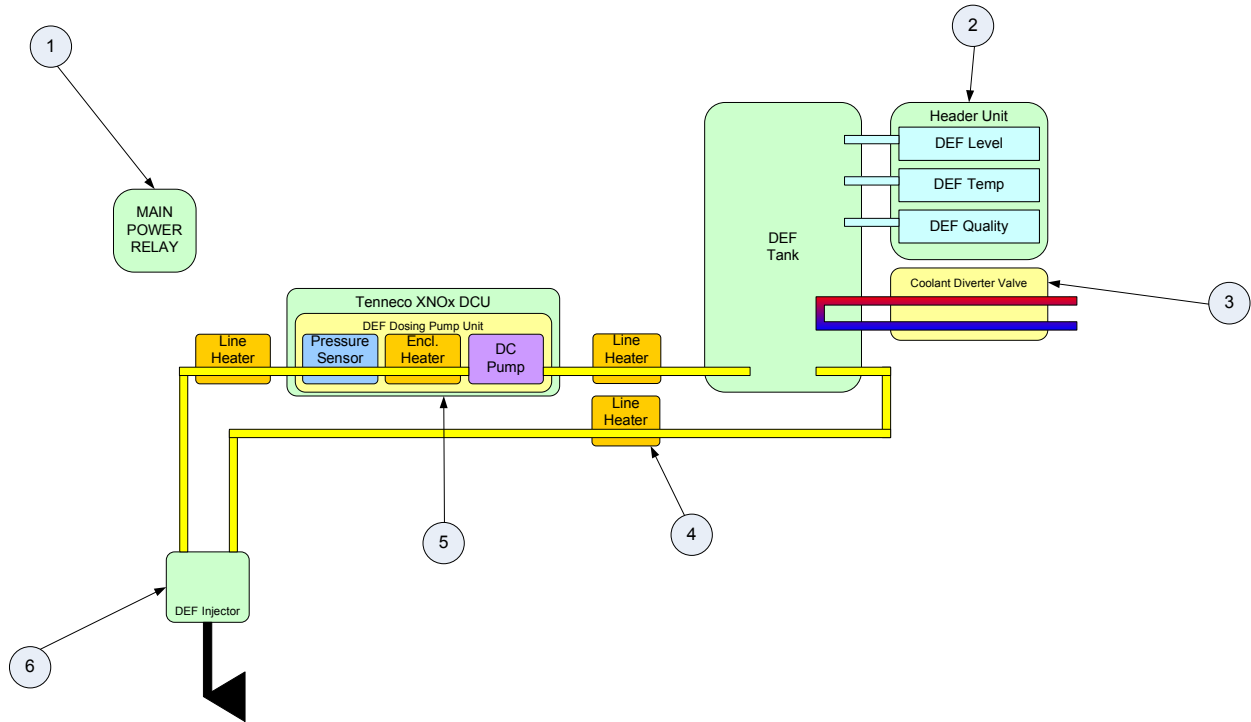 1
2
Header Unit
DEF Level
DEF Temp
DEF Quality
MAIN
POWER
RELAY
DEF
Tank
Coolant Diverter Valve
3
Tenneco XNOx DCU
DEF Dosing Pump Unit
Line
Heater
Pressure
Sensor
Encl.
Heater
DC
Pump
Line
Heater
Line
Heater
4
5
DEF Injector
6